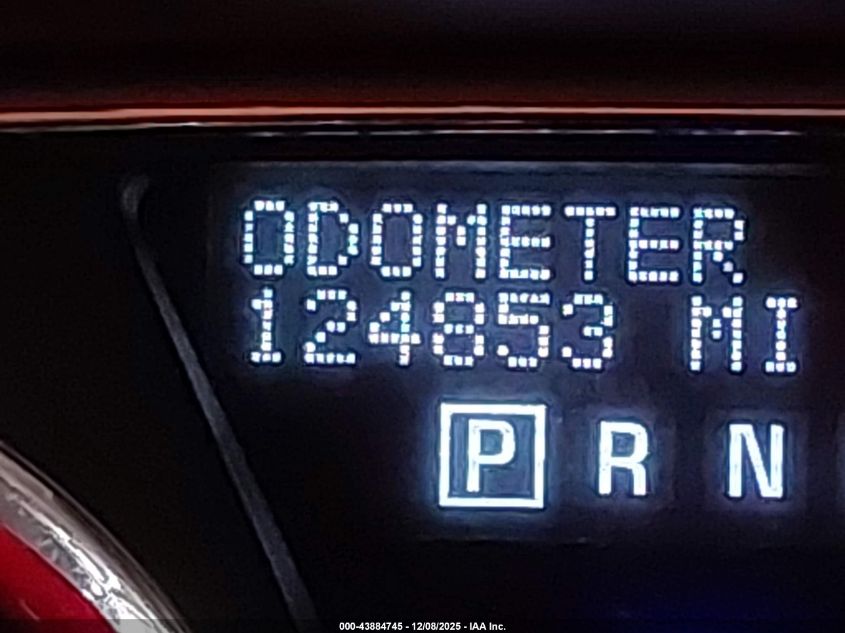 ODOMETER
124853 MI
P R N
000-43884745 - 12/08/2025 - IAA Inc.